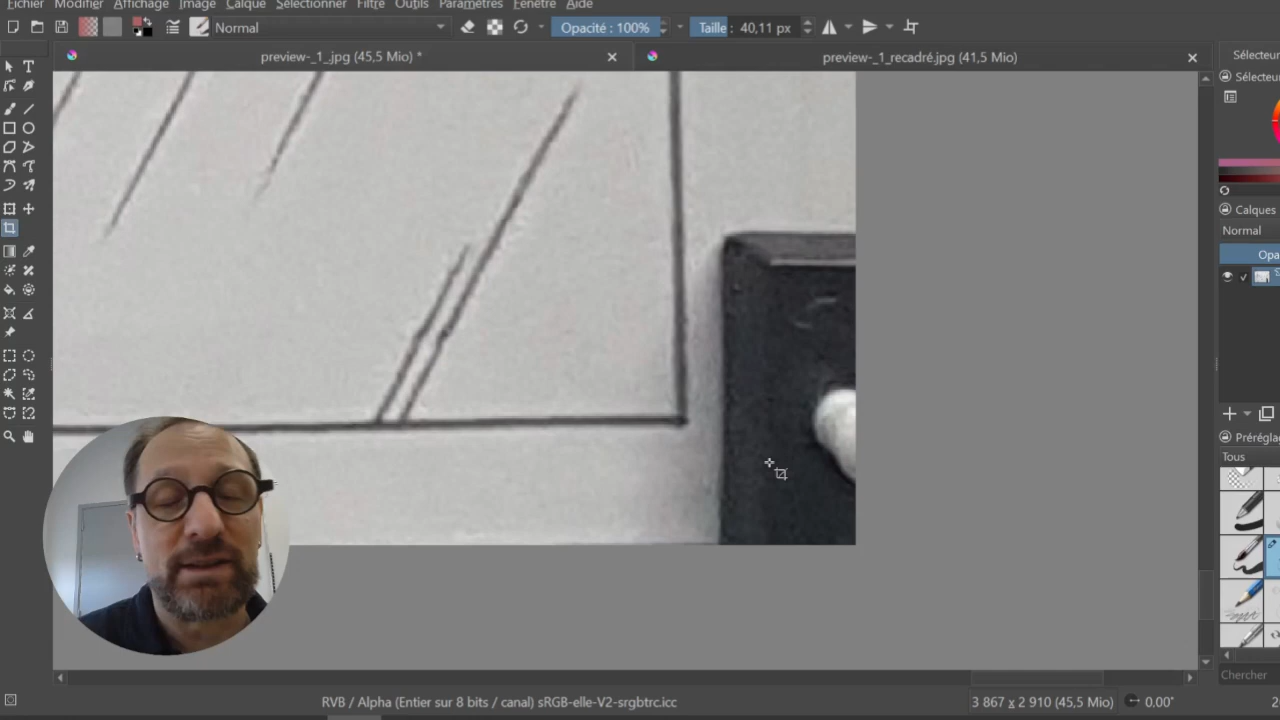 Fichier Modifier Affichage Image Calque Sélectionner Filtre Outils Paramètres Fenêtre Aide
Normal Opacité : 100% Taille : 40,11 px
preview-_1_.jpg (45,5 Mio) *
preview-_1_recadré.jpg (41,5 Mio)
Sélecteur
Sélecteur
Calques
Normal
Opa
Préréglag
Tous
Chercher
RVB / Alpha (Entier sur 8 bits / canal) sRGB-elle-V2-srgbtrc.icc
3 867 x 2 910 (45,5 Mio)
0.00°